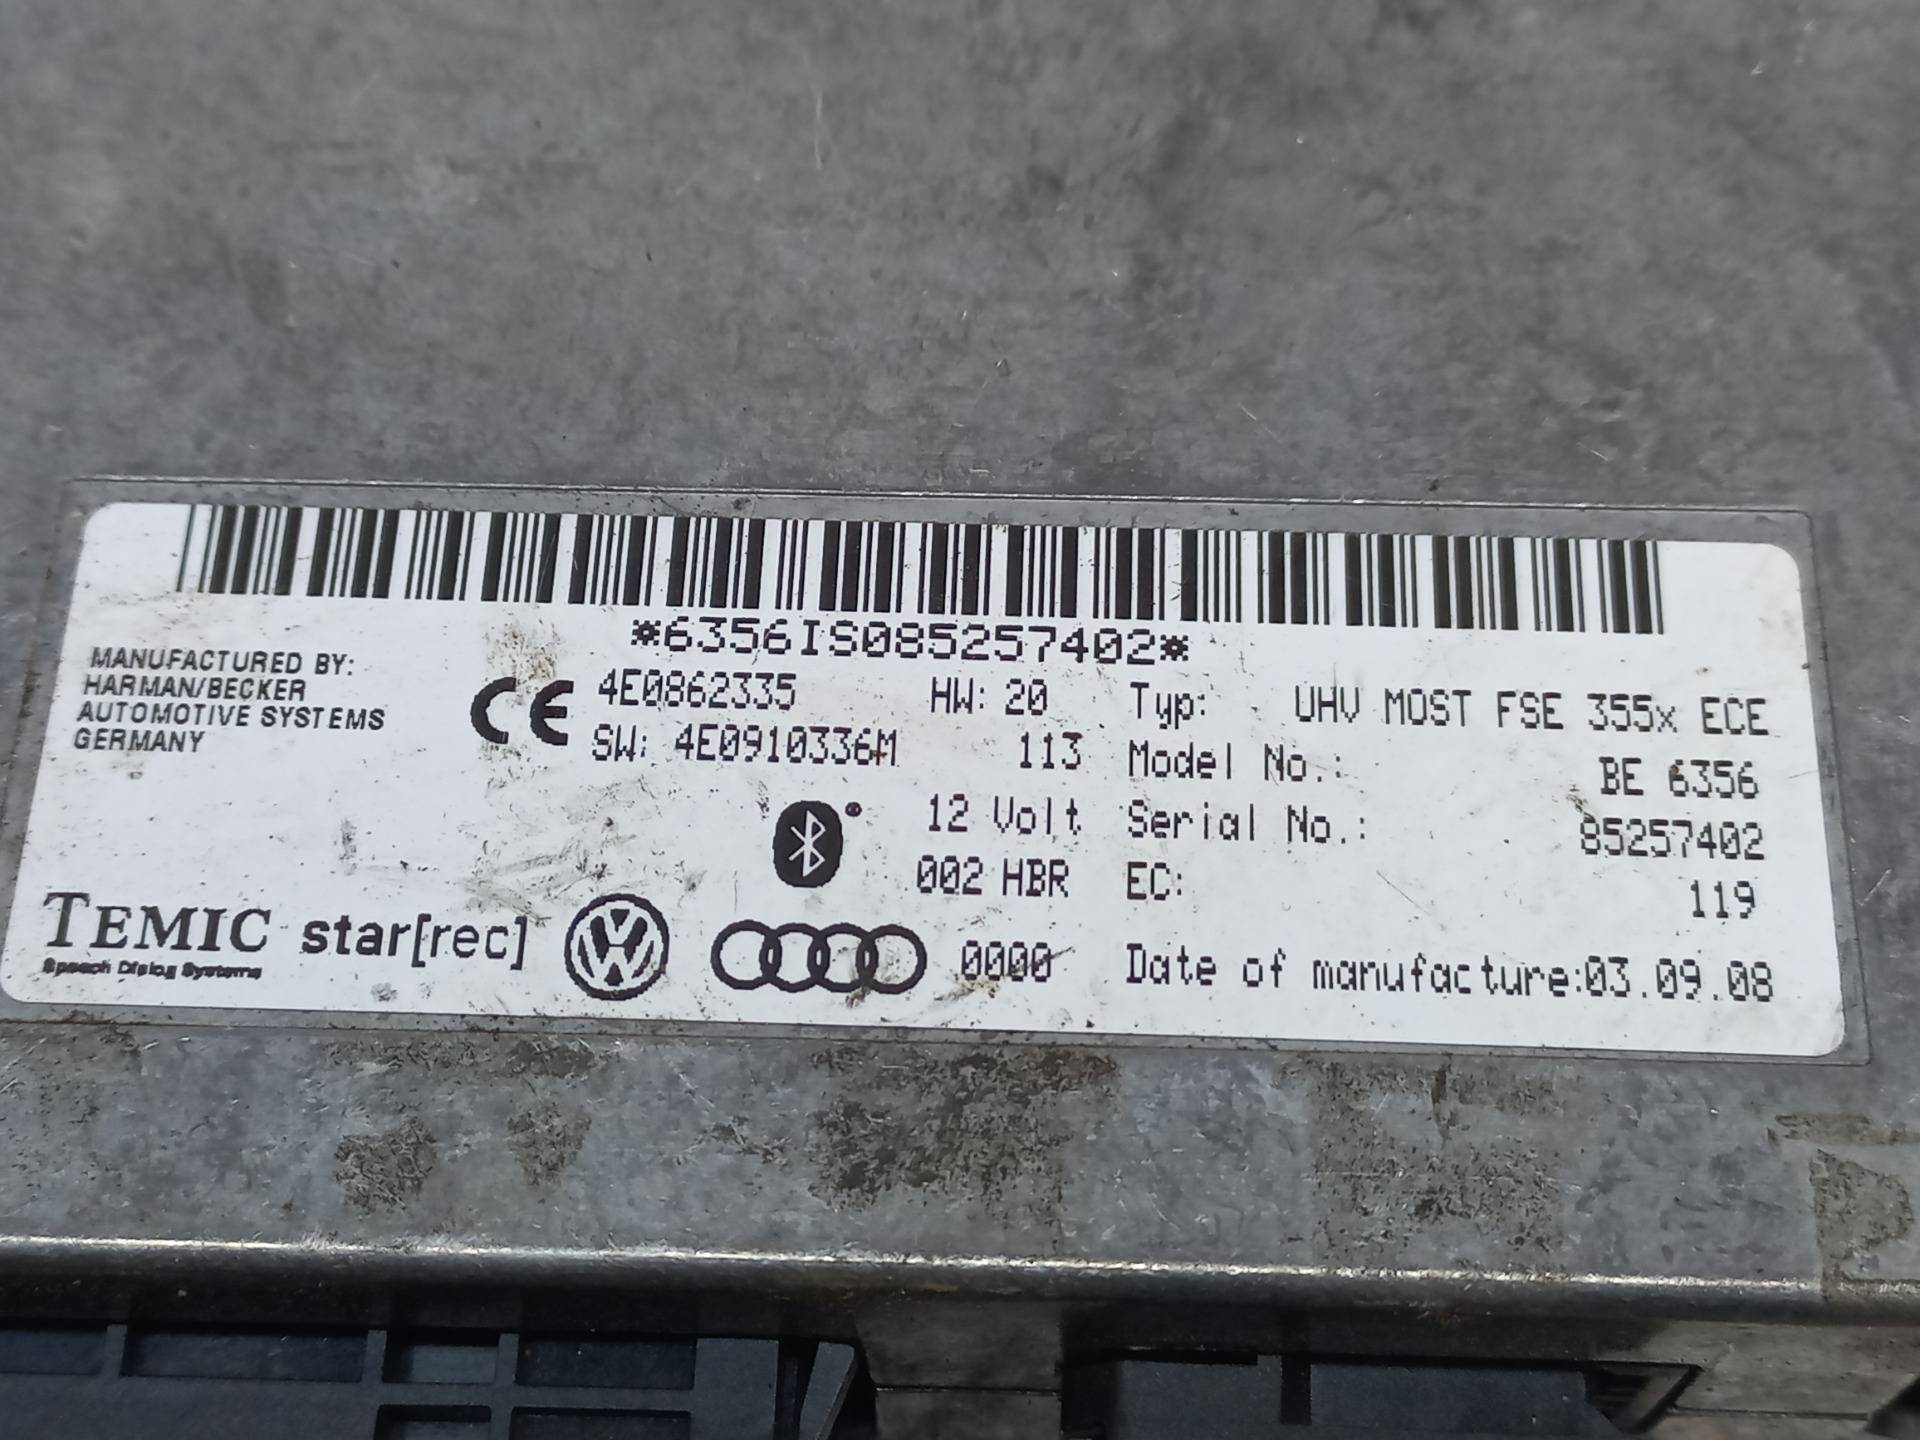 *6356IS085257402*
MANUFACTURED BY:
HARMAN/BECKER
AUTOMOTIVE SYSTEMS
GERMANY
CE 4E0862335 HW: 20 Typ: UHV MOST FSE 355x ECE
SW: 4E0910336M 113 Model No.: BE 6356
12 Volt Serial No.: 85257402
002 HBR EC: 119
TEMIC star[rec] 0000 Date of manufacture:03.09.08
Speech Dialog Systems